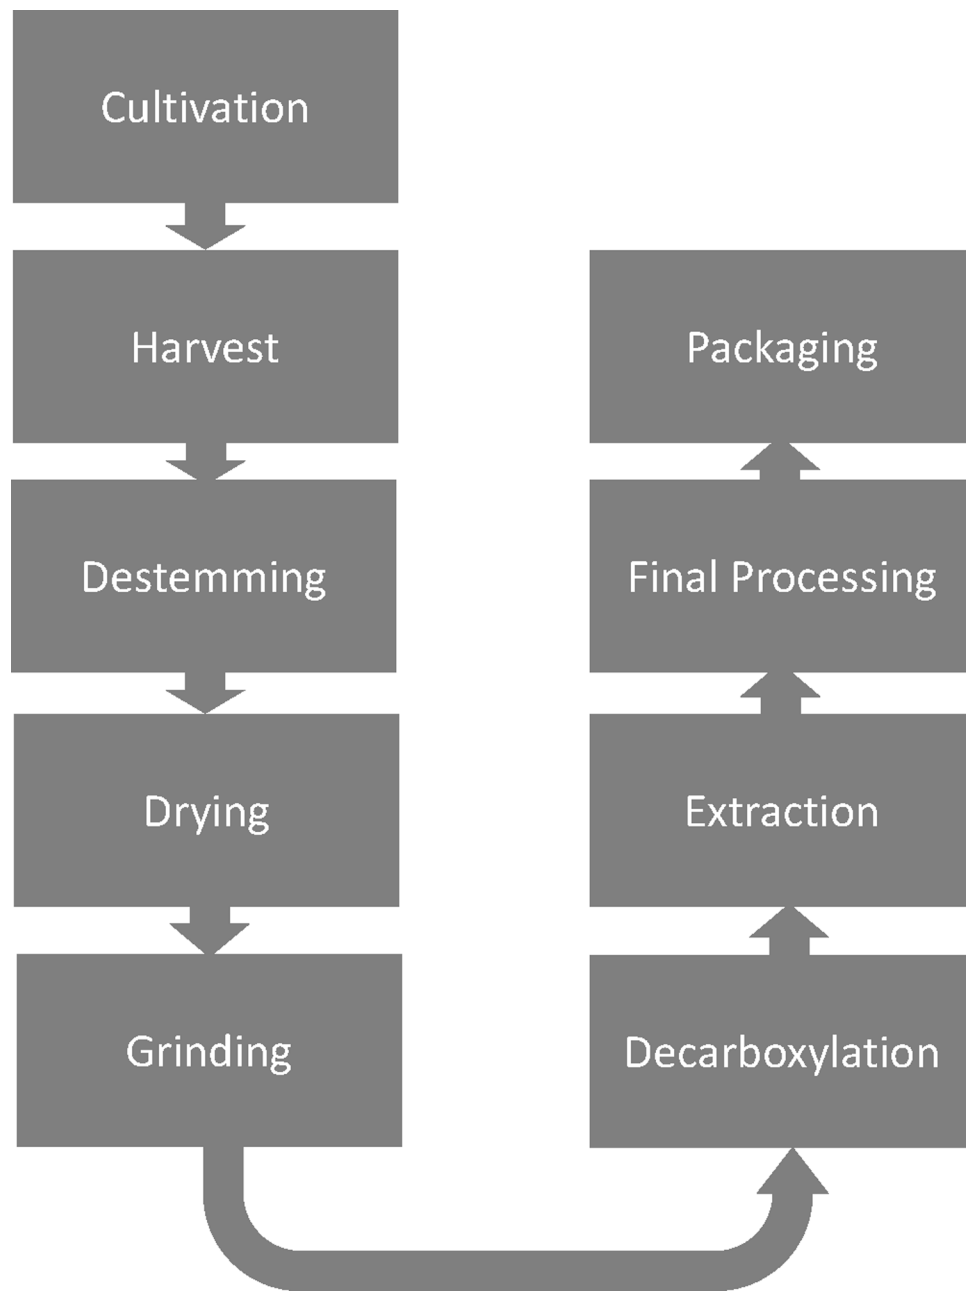 Cultivation
Harvest
Destemming
Drying
Grinding
Decarboxylation
Extraction
Final Processing
Packaging